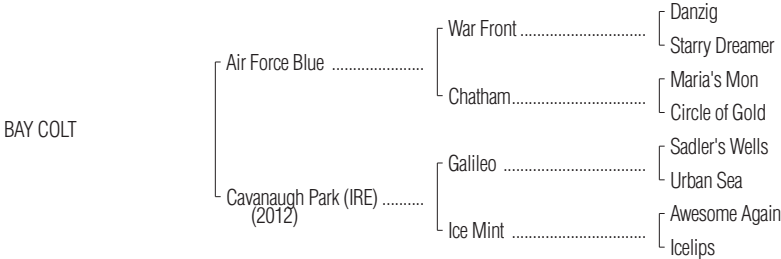 BAY COLT
Air Force Blue ......................
Cavanaugh Park (IRE) ..........
(2012)
War Front ..............................
Chatham................................
Galileo ..................................
Ice Mint ................................
Danzig
Starry Dreamer
Maria's Mon
Circle of Gold
Sadler's Wells
Urban Sea
Awesome Again
Icelips